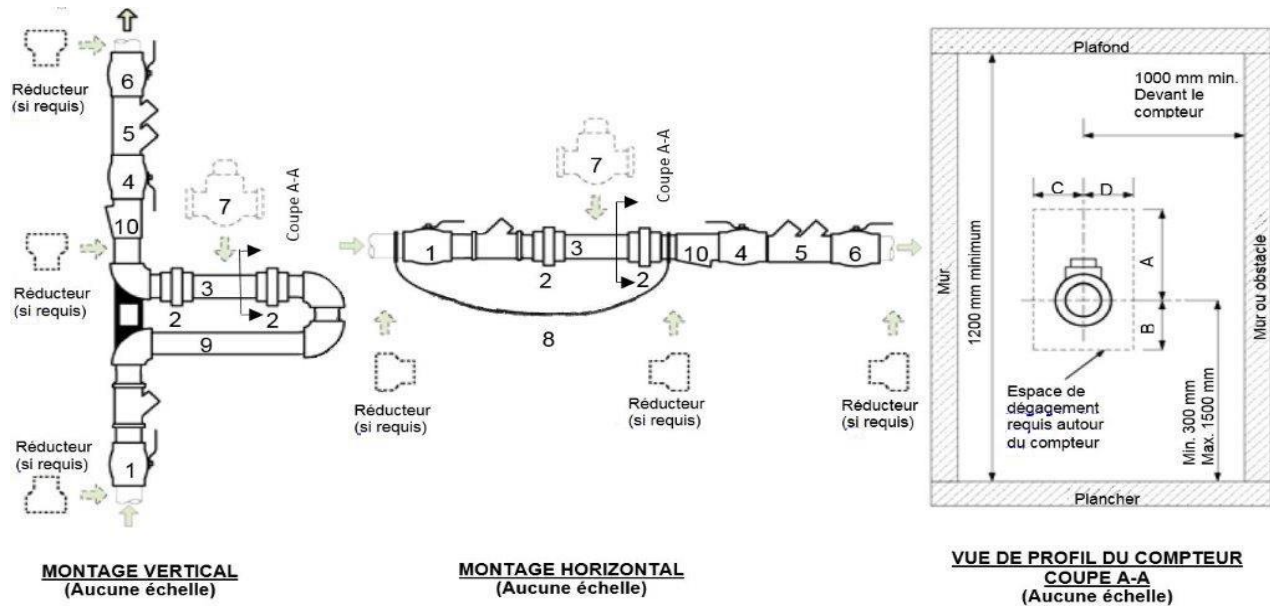 6
Réducteur
(si requis)
5
4
7
Coupe A-A
10
Réducteur
(si requis)
3
2
2
9
Réducteur
(si requis)
1
MONTAGE VERTICAL
(Aucune échelle)
7
Coupe A-A
1
3
10
4
5
6
2
2
8
Réducteur
(si requis)
Réducteur
(si requis)
Réducteur
(si requis)
MONTAGE HORIZONTAL
(Aucune échelle)
Plafond
1000 mm min.
Devant le
compteur
C
D
A
B
Mur
1200 mm minimum
Mur ou obstacle
Espace de
dégagement
requis autour
du compteur
Min. 300 mm
Max. 1500 mm
Plancher
VUE DE PROFIL DU COMPTEUR
COUPE A-A
(Aucune échelle)